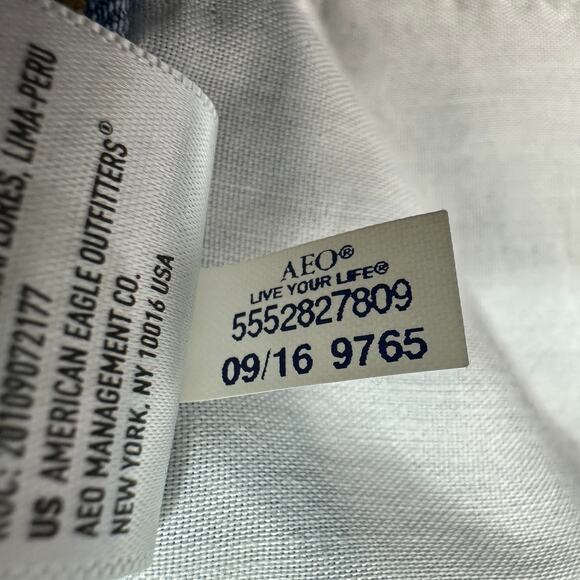 LIMA-PERU
RUC: 20109072177
US AMERICAN EAGLE OUTFITTERS®
AEO MANAGEMENT CO.
NEW YORK, NY 10016 USA
AEO®
LIVE YOUR LIFE®
5552827809
09/16 9765